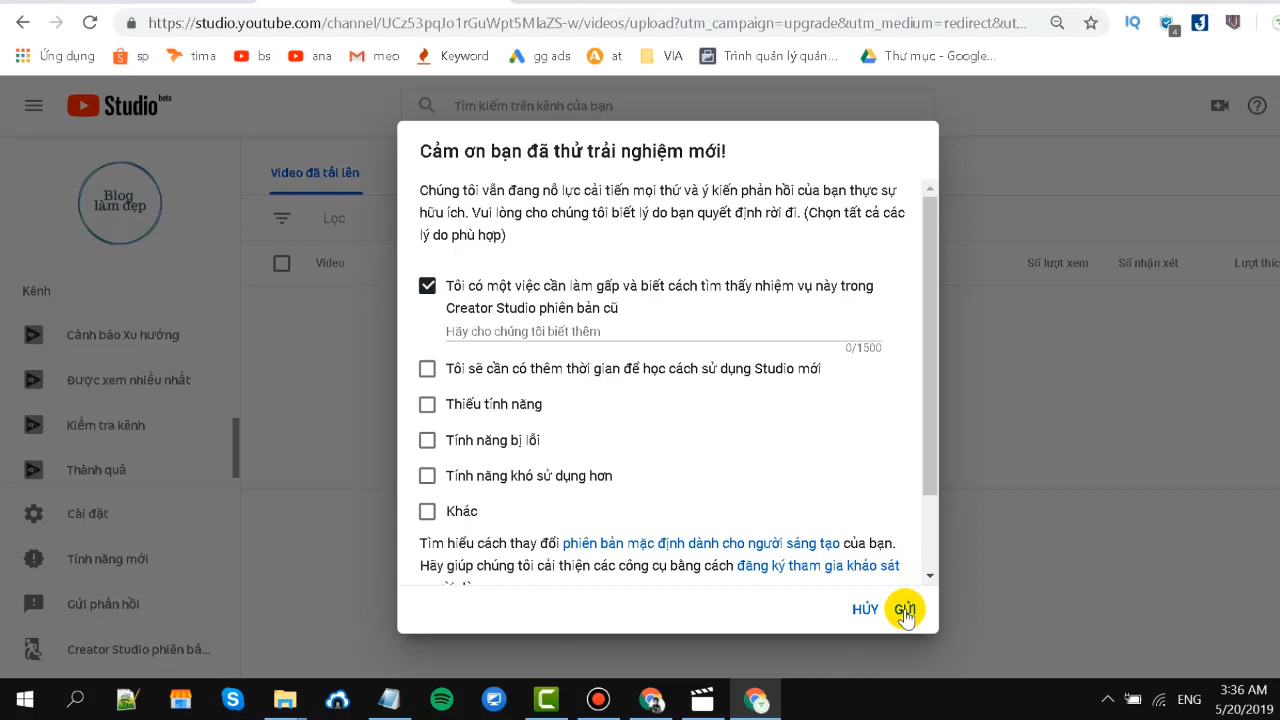 https://studio.youtube.com/channel/UCz53pqJo1rGuWpt5MlaZS-w/videos/upload?utm_campaign=upgrade&utm_medium=redirect&ut...
4
Ứng dụng
sp
tima
bs
ana
meo
Keyword
gg ads
at
VIA
Trình quản lý quản...
Thư mục - Google...
Studio beta
Tìm kiếm trên kênh của bạn
Blog
làm đẹp
Video đã tải lên
Lọc
Video
Số lượt xem
Số nhận xét
Lượt thíc
Kênh
Cảnh báo Xu hướng
Được xem nhiều nhất
Kiểm tra kênh
Thành quả
Cài đặt
Tính năng mới
Gửi phản hồi
Creator Studio phiên bả...
Cảm ơn bạn đã thử trải nghiệm mới!
Chúng tôi vẫn đang nỗ lực cải tiến mọi thứ và ý kiến phản hồi của bạn thực sự
hữu ích. Vui lòng cho chúng tôi biết lý do bạn quyết định rời đi. (Chọn tất cả các
lý do phù hợp)
Tôi có một việc cần làm gấp và biết cách tìm thấy nhiệm vụ này trong
Creator Studio phiên bản cũ
Hãy cho chúng tôi biết thêm
0/1500
Tôi sẽ cần có thêm thời gian để học cách sử dụng Studio mới
Thiếu tính năng
Tính năng bị lỗi
Tính năng khó sử dụng hơn
Khác
Tìm hiểu cách thay đổi phiên bản mặc định dành cho người sáng tạo của bạn.
Hãy giúp chúng tôi cải thiện các công cụ bằng cách đăng ký tham gia khảo sát
HỦY
GỬI
ENG
3:36 AM
5/20/2019